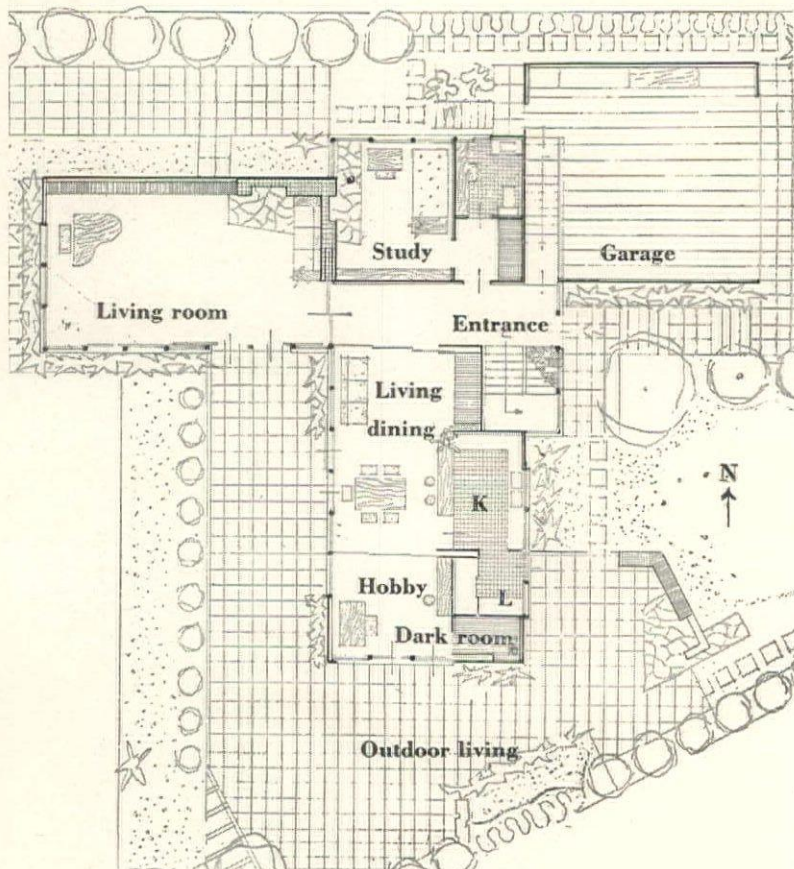 Study
Garage
Living room
Entrance
Living
dining
N
K
Hobby
L
Dark room
Outdoor living